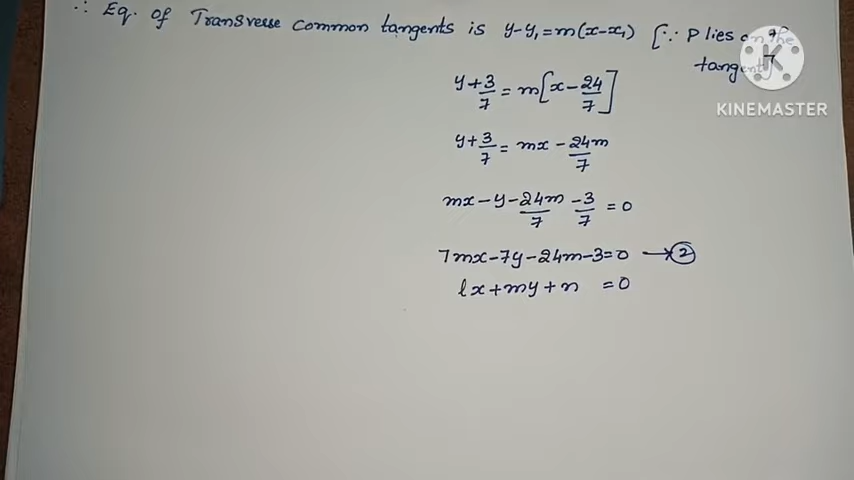 ∴ Eq. of Transverse common tangents is y-y₁=m(x-x₁) [∵ P lies on the
tangent]
y+3/7 = m[x-24/7]
y+3/7 = mx-24m/7
mx-y-24m/7-3/7=0
7mx-7y-24m-3=0 → ②
lx+my+n =0
KINEMASTER